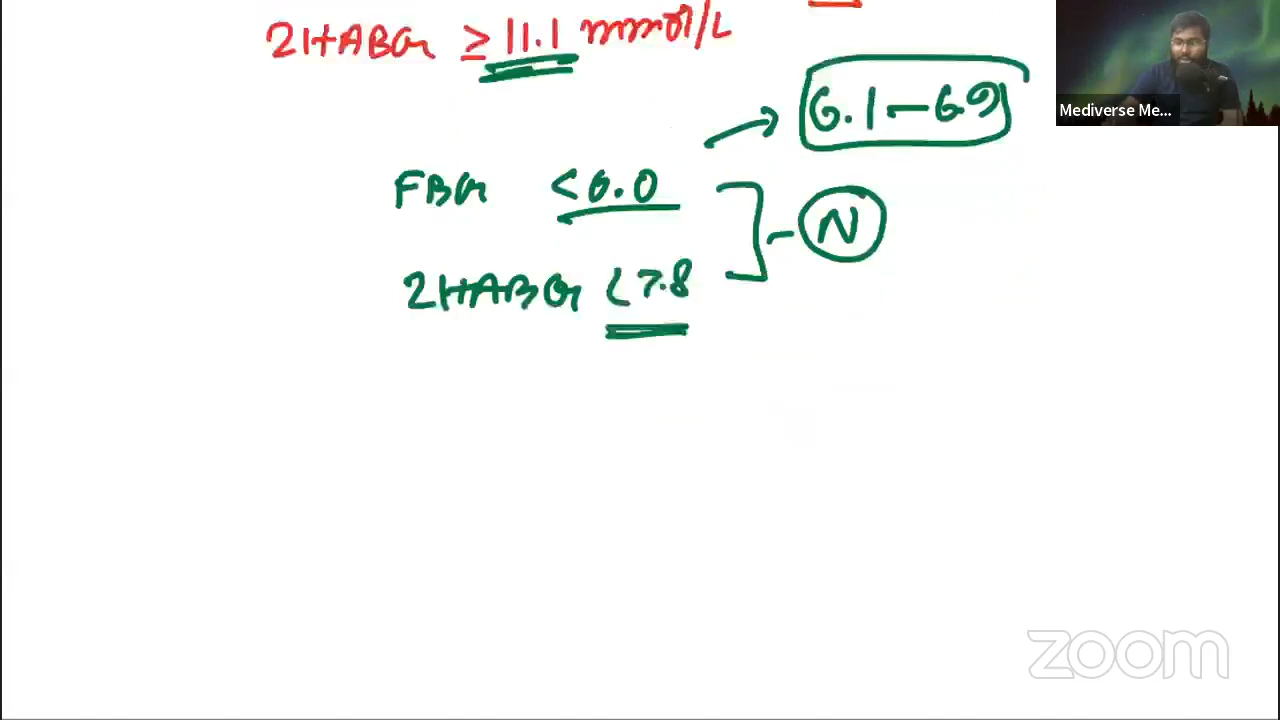 2HABG ≥ 11.1 mmol/L
6.1 - 6.9
FBG < 6.0
N
2HABG < 7.8
Mediverse Me...
zoom